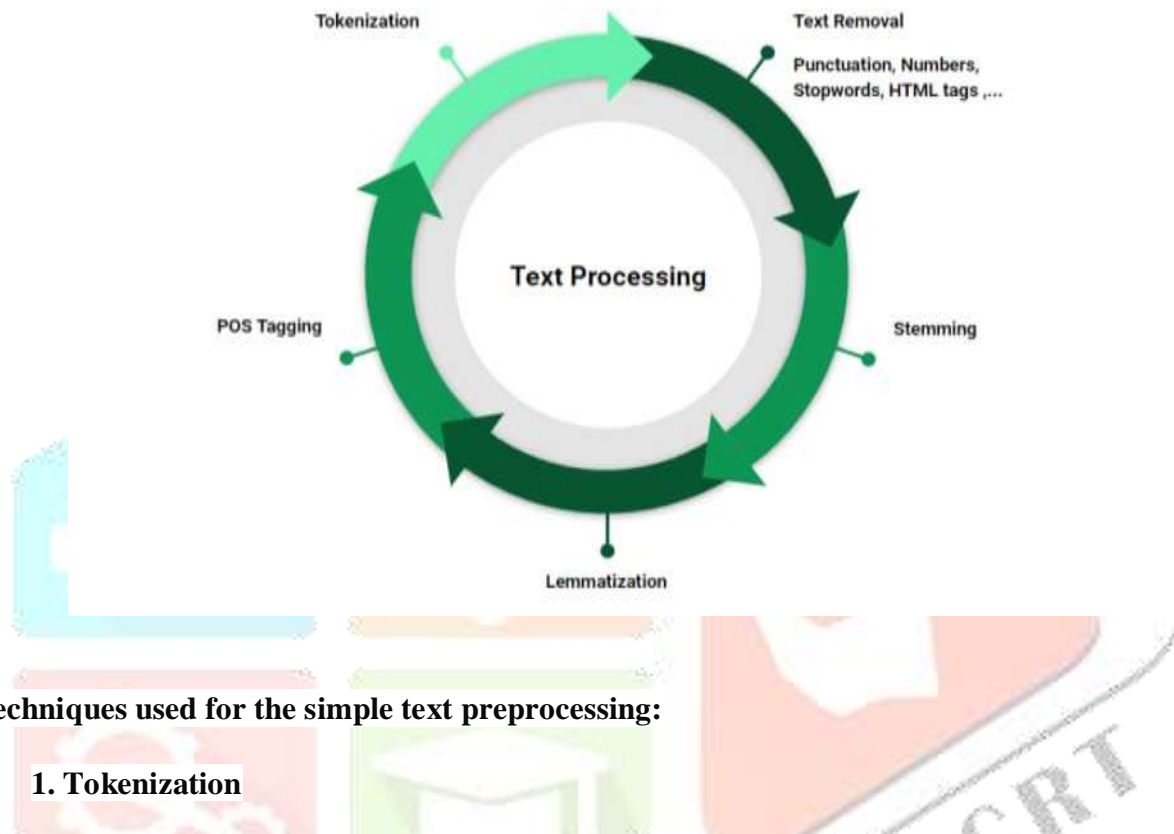 Tokenization
Text Removal
Punctuation, Numbers,
Stopwords, HTML tags ,...
Text Processing
POS Tagging
Stemming
Lemmatization
echniques used for the simple text preprocessing:
1. Tokenization
CRT